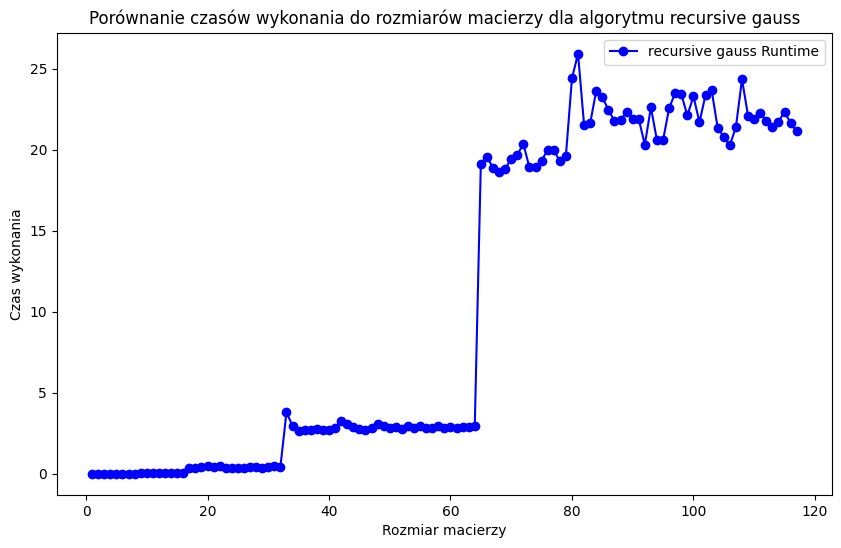 Porównanie czasów wykonania do rozmiarów macierzy dla algorytmu recursive gauss
recursive gauss Runtime
25
20
15
10
5
0
Czas wykonania
0 20 40 60 80 100 120
Rozmiar macierzy